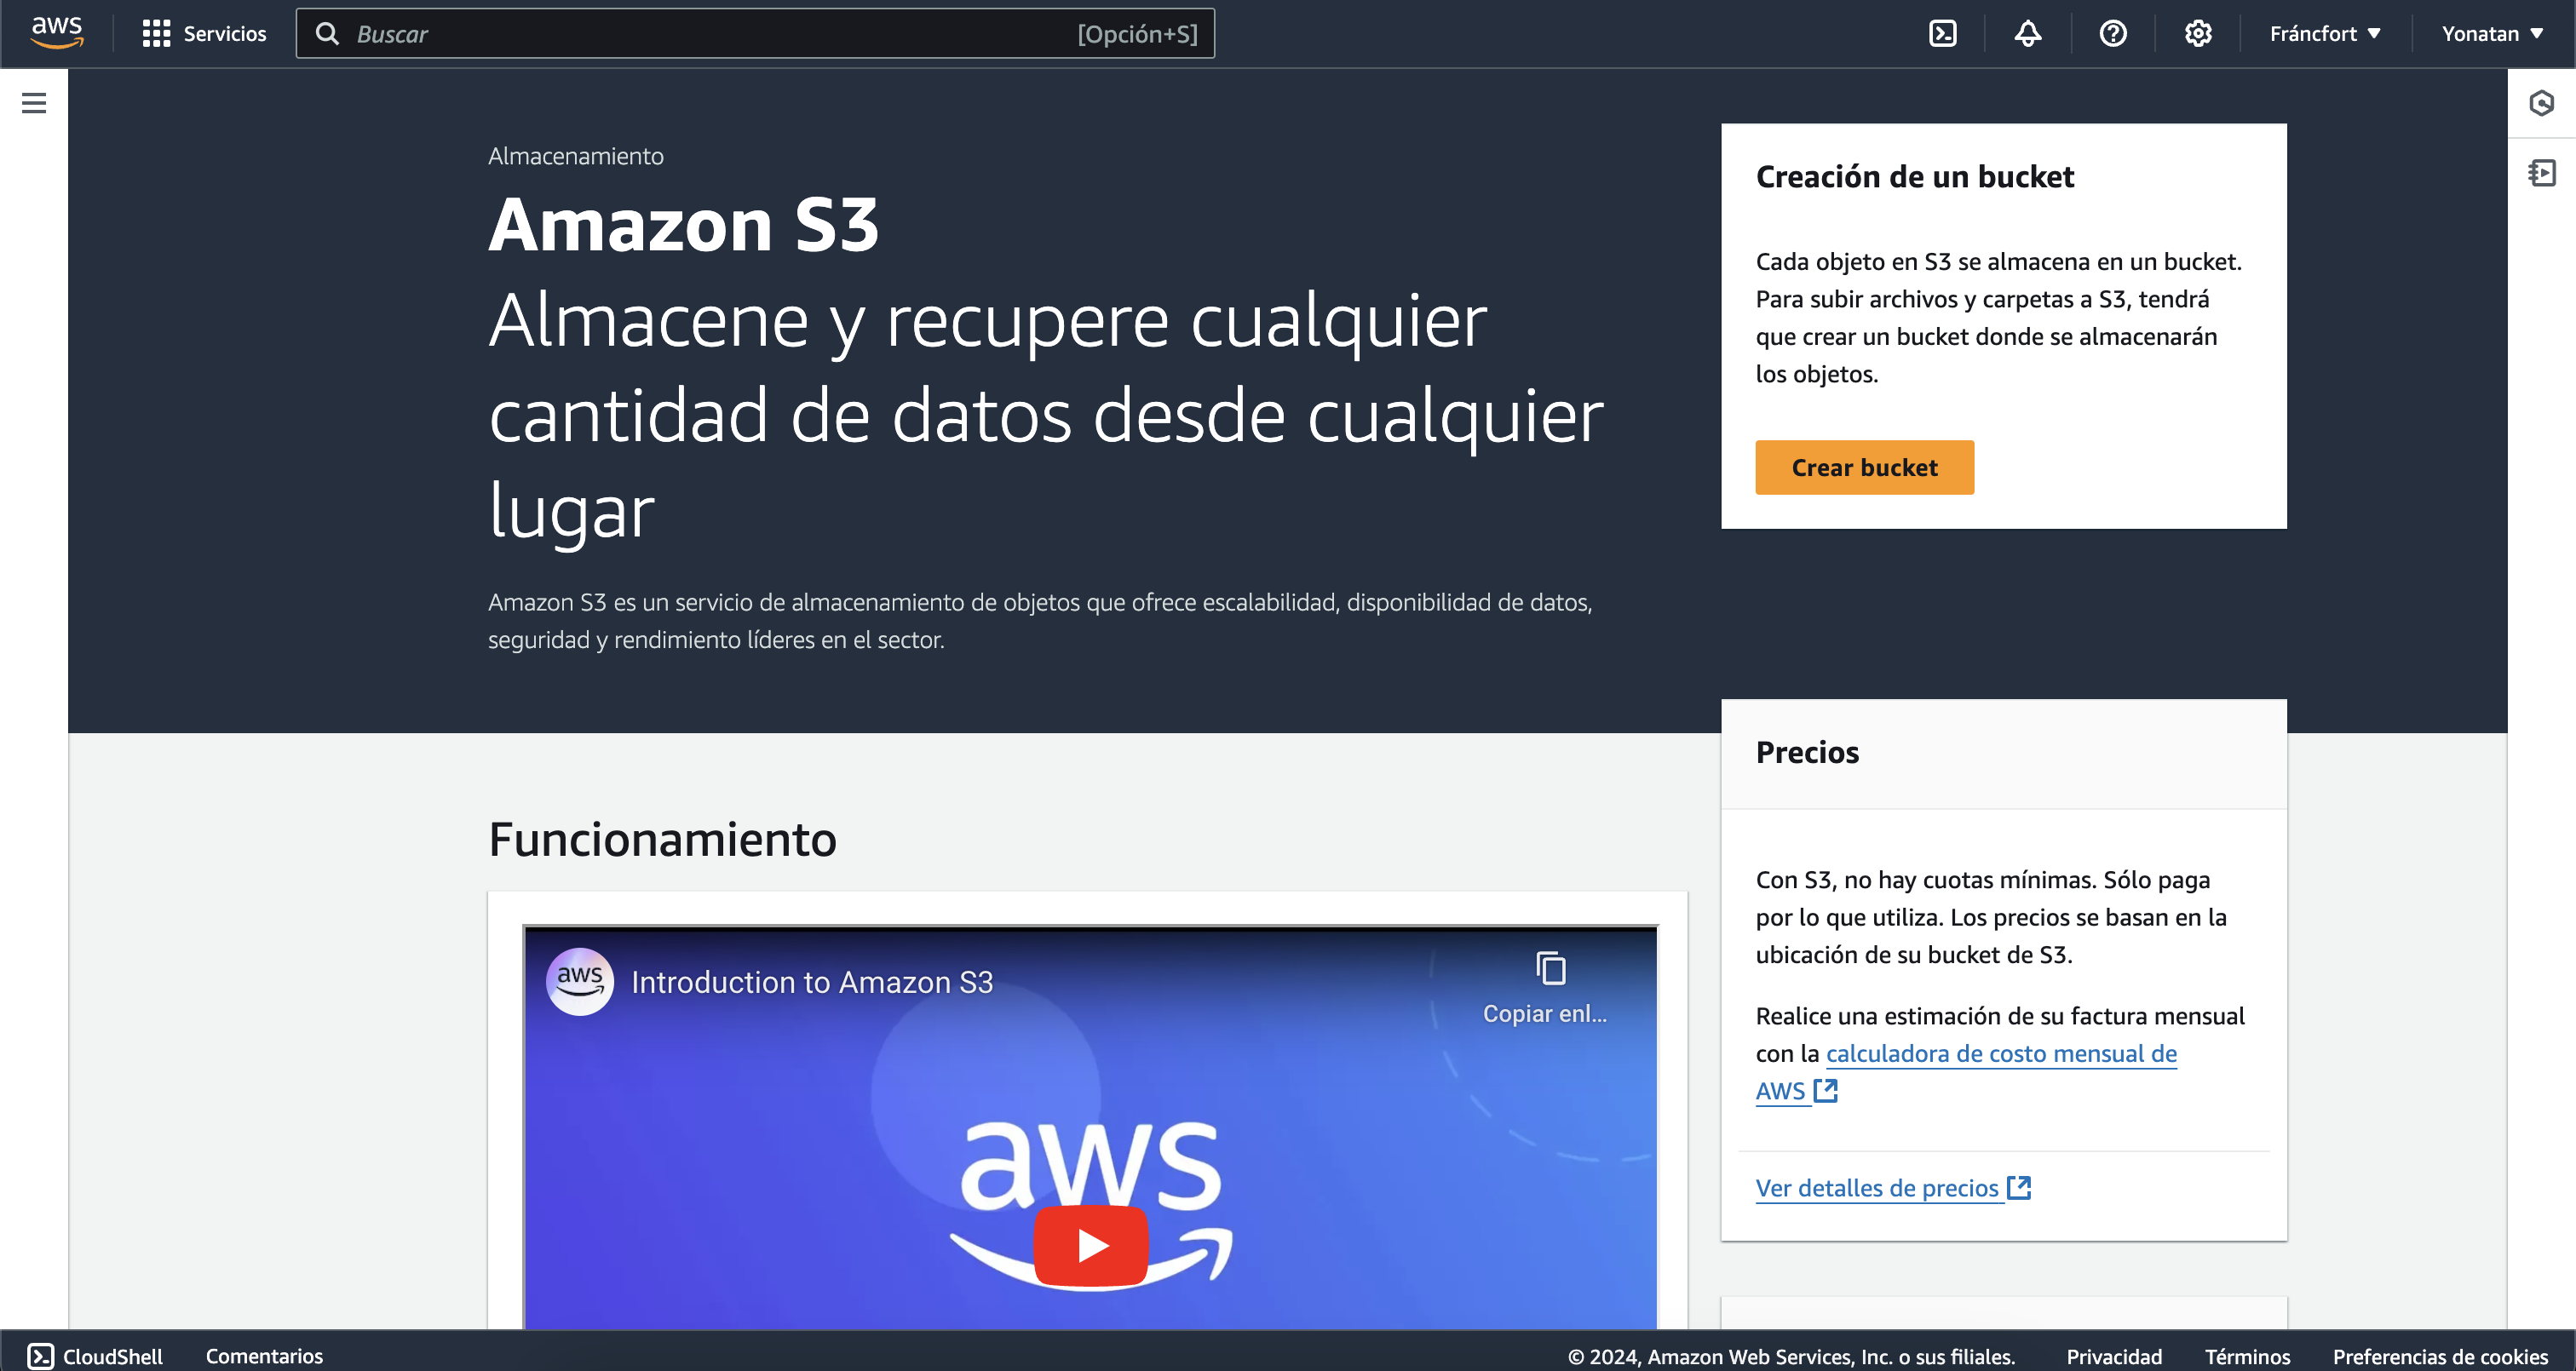 aws
Servicios
Buscar
[Opción+S]
Fráncfort
Yonatan
Almacenamiento
Amazon S3
Almacene y recupere cualquier
cantidad de datos desde cualquier
lugar
Amazon S3 es un servicio de almacenamiento de objetos que ofrece escalabilidad, disponibilidad de datos,
seguridad y rendimiento líderes en el sector.
Creación de un bucket
Cada objeto en S3 se almacena en un bucket.
Para subir archivos y carpetas a S3, tendrá
que crear un bucket donde se almacenarán
los objetos.
Crear bucket
Funcionamiento
aws
Introduction to Amazon S3
Copiar enl...
aws
Precios
Con S3, no hay cuotas mínimas. Sólo paga
por lo que utiliza. Los precios se basan en la
ubicación de su bucket de S3.
Realice una estimación de su factura mensual
con la calculadora de costo mensual de
AWS
Ver detalles de precios
CloudShell
Comentarios
© 2024, Amazon Web Services, Inc. o sus filiales.
Privacidad
Términos
Preferencias de cookies